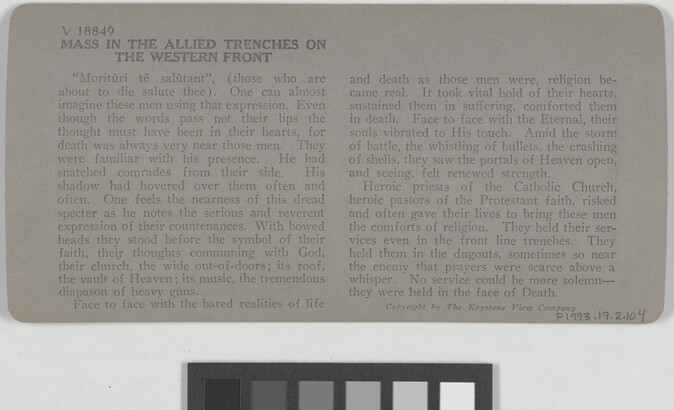 V 18849
MASS IN THE ALLIED TRENCHES ON
THE WESTERN FRONT
"Moritūri tē salūtant", (those who are
about to die salute thee). One can almost
imagine these men using that expression. Even
though the words pass not their lips the
thought must have been in their hearts, for
death was always very near those men. They
were familiar with his presence. He had
snatched comrades from their side. His
shadow had hovered over them often and
often. One feels the nearness of this dread
specter as he notes the serious and reverent
expression of their countenances. With bowed
heads they stood before the symbol of their
faith, their thoughts communing with God,
their church, the wide out-of-doors; its roof,
the vault of Heaven; its music, the tremendous
diapason of heavy guns.
Face to face with the bared realities of life
and death as those men were, religion be-
came real. It took vital hold of their hearts,
sustained them in suffering, comforted them
in death. Face to face with the Eternal, their
souls vibrated to His touch. Amid the storm
of battle, the whistling of bullets, the crashing
of shells, they saw the portals of Heaven open,
and seeing, felt renewed strength.
Heroic priests of the Catholic Church,
heroic pastors of the Protestant faith, risked
and often gave their lives to bring these men
the comforts of religion. They held their ser-
vices even in the front line trenches. They
held them in the dugouts, sometimes so near
the enemy that prayers were scarce above a
whisper. No service could be more solemn—
they were held in the face of Death.
Copyright by The Keystone View Company
P1993.19.2.104